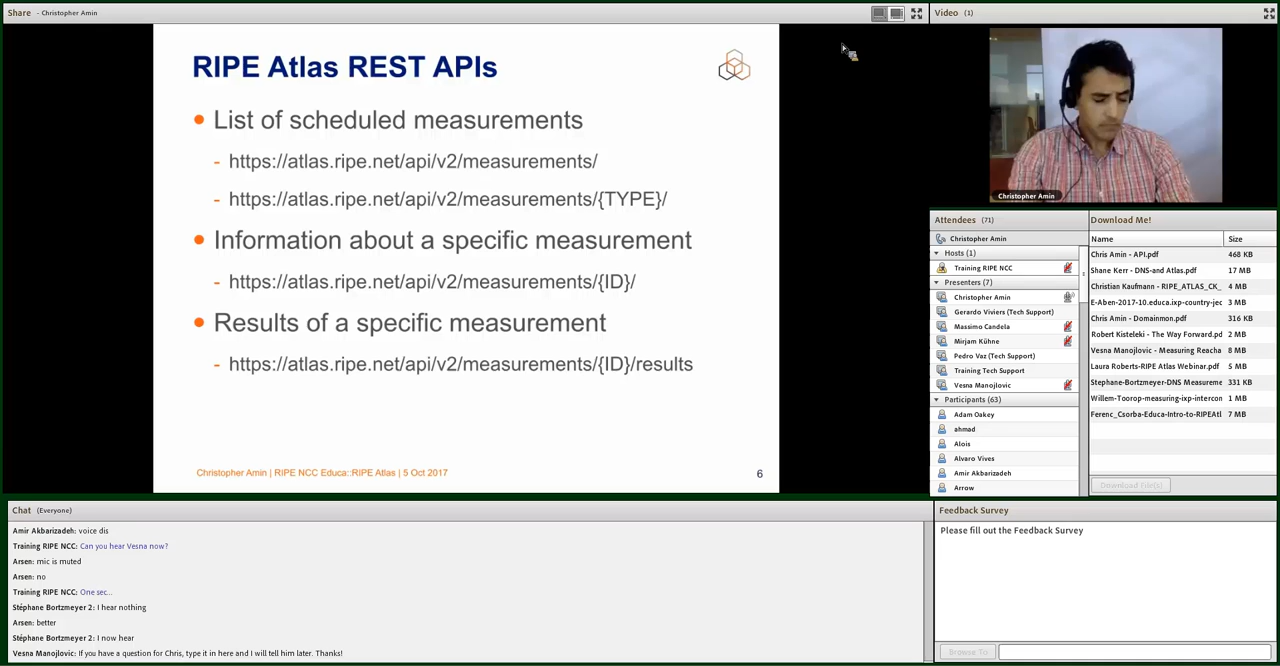 Share - Christopher Amin
RIPE Atlas REST APIs
List of scheduled measurements
- https://atlas.ripe.net/api/v2/measurements/
- https://atlas.ripe.net/api/v2/measurements/{TYPE}/
Information about a specific measurement
- https://atlas.ripe.net/api/v2/measurements/{ID}/
Results of a specific measurement
- https://atlas.ripe.net/api/v2/measurements/{ID}/results
Christopher Amin | RIPE NCC Educa::RIPE Atlas | 5 Oct 2017
6
Video (1)
Christopher Amin
Attendees (71)
Christopher Amin
Hosts (1)
Training RIPE NCC
Presenters (7)
Christopher Amin
Gerardo Viviers (Tech Support)
Massimo Candela
Mirjam Kühne
Pedro Vaz (Tech Support)
Training Tech Support
Vesna Manojlovic
Participants (63)
Adam Oakey
ahmad
Alois
Alvaro Vives
Amir Akbarizadeh
Arrow
Download Me!
Name Size
Chris Amin - API.pdf 468 KB
Shane Kerr - DNS-and Atlas.pdf 17 MB
Christian Kaufmann - RIPE_ATLAS_CK_ 4 MB
E-Aben-2017-10.educa.ixp-country-jec 3 MB
Chris Amin - Domainmon.pdf 316 KB
Robert Kisteleki - The Way Forward.pd 2 MB
Vesna Manojlovic - Measuring Reacha 8 MB
Laura Roberts-RIPE Atlas Webinar.pdf 5 MB
Stephane-Bortzmeyer-DNS Measureme 331 KB
Willem-Toorop-measuring-ixp-intercon 1 MB
Ferenc_Csorba-Educa-Intro-to-RIPEAtl 7 MB
Download File(s)
Chat (Everyone)
Amir Akbarizadeh: voice dis
Training RIPE NCC: Can you hear Vesna now?
Arsen: mic is muted
Arsen: no
Training RIPE NCC: One sec...
Stéphane Bortzmeyer 2: I hear nothing
Arsen: better
Stéphane Bortzmeyer 2: I now hear
Vesna Manojlovic: If you have a question for Chris, type it in here and I will tell him later. Thanks!
Feedback Survey
Please fill out the Feedback Survey
Browse To